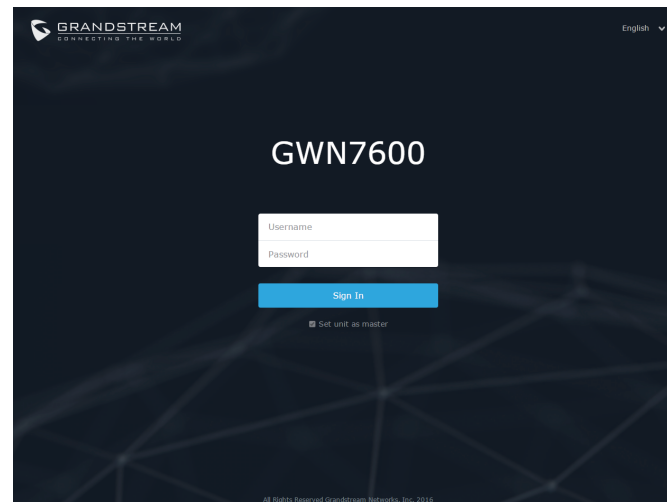 GRANDSTREAM
CONNECTING THE WORLD
English
GWN7600
Username
Password
Sign In
Set unit as master
All Rights Reserved Grandstream Networks, Inc. 2016